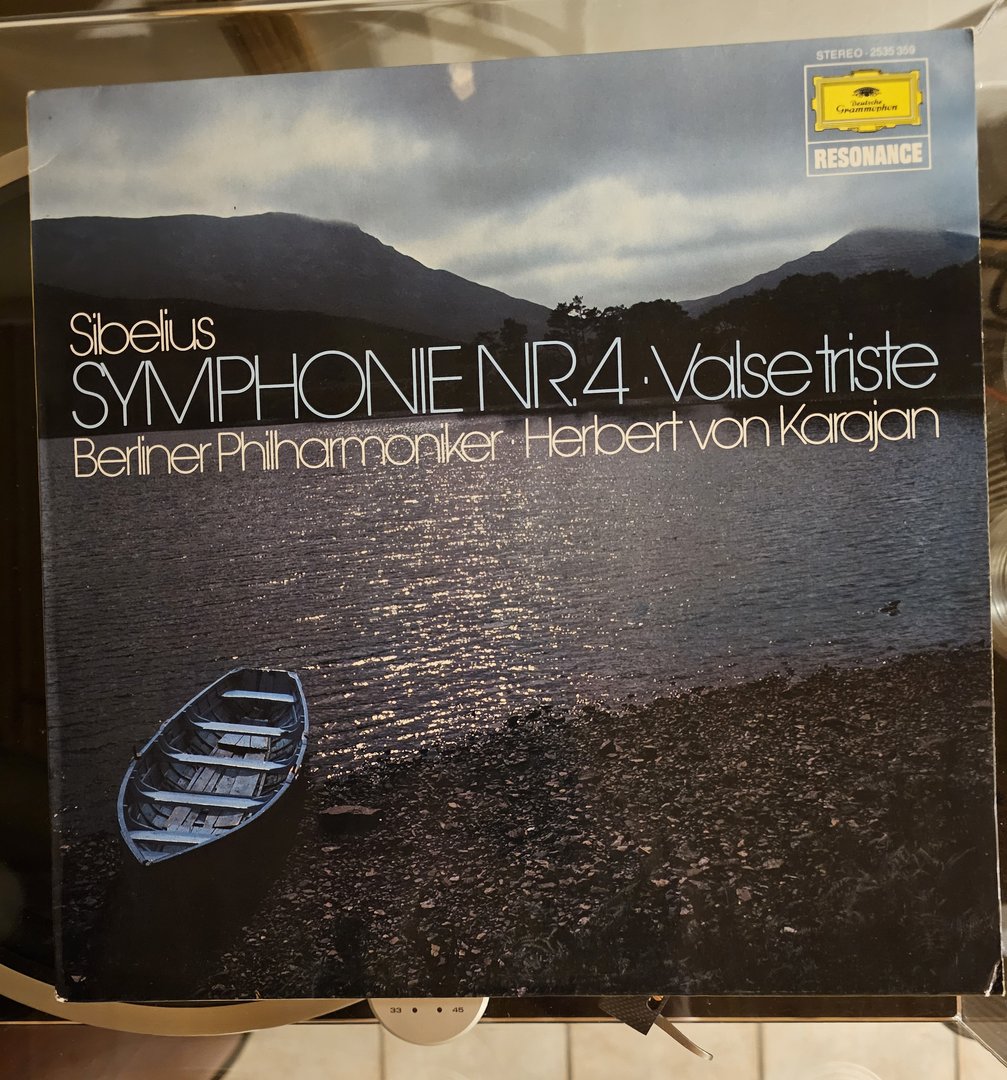 STEREO · 2535 359
Deutsche
Grammophon
RESONANCE
Sibelius
SYMPHONIE NR.4 · Valse triste
Berliner Philharmoniker · Herbert von Karajan
33 45